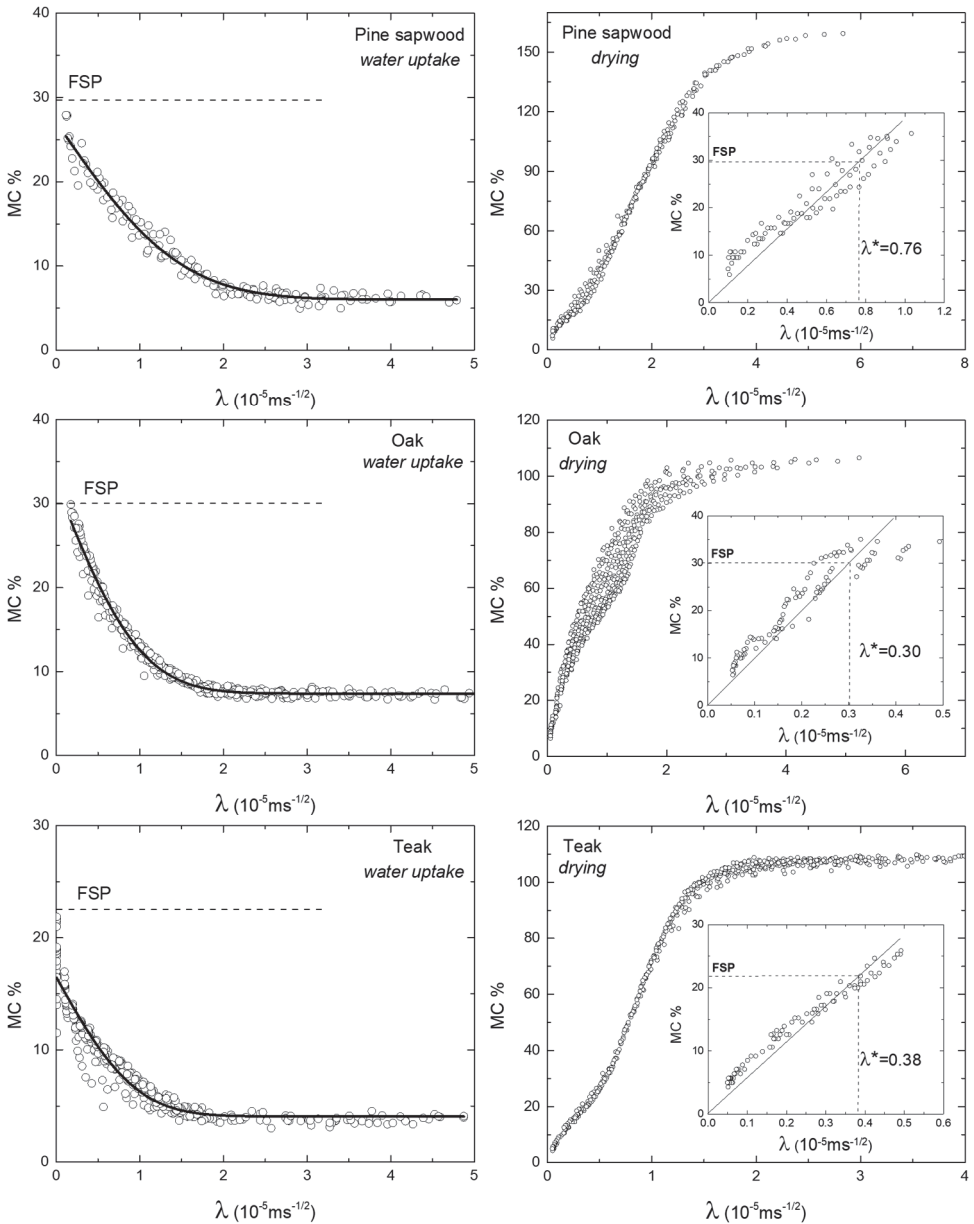 40
30
20
10
0
MC %
Pine sapwood
water uptake
FSP
0 1 2 3 4 5
λ (10⁻⁵ms⁻¹/²)
150
120
90
60
30
0
MC %
Pine sapwood
drying
0 2 4 6 8
λ (10⁻⁵ms⁻¹/²)
40
30
20
10
0
MC %
FSP
λ*=0.76
0.0 0.2 0.4 0.6 0.8 1.0 1.2
λ (10⁻⁵ms⁻¹/²)
40
30
20
10
0
MC %
Oak
water uptake
FSP
0 1 2 3 4 5
λ (10⁻⁵ms⁻¹/²)
120
100
80
60
40
20
0
MC %
Oak
drying
0 2 4 6
λ (10⁻⁵ms⁻¹/²)
40
30
20
10
0
MC %
FSP
λ*=0.30
0.0 0.1 0.2 0.3 0.4 0.5
λ (10⁻⁵ms⁻¹/²)
30
20
10
0
MC %
Teak
water uptake
FSP
0 1 2 3 4 5
λ (10⁻⁵ms⁻¹/²)
120
100
80
60
40
20
0
MC %
Teak
drying
0 1 2 3 4
λ (10⁻⁵ms⁻¹/²)
30
20
10
0
MC %
FSP
λ*=0.38
0.0 0.1 0.2 0.3 0.4 0.5 0.6
λ (10⁻⁵ms⁻¹/²)